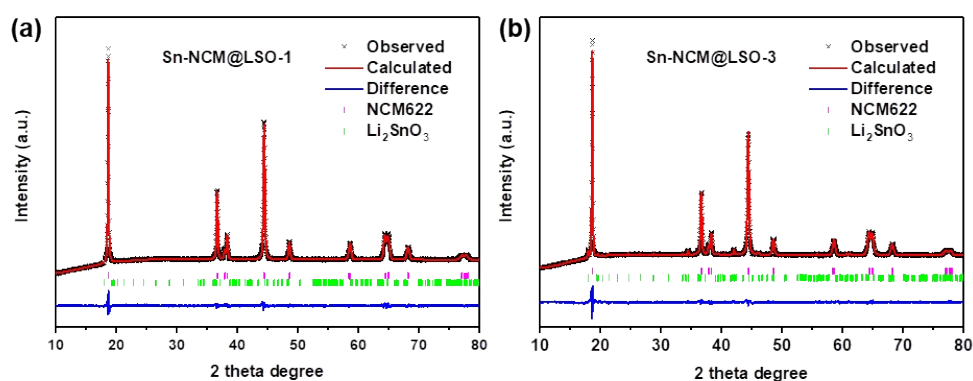 (a)
Sn-NCM@LSO-1
Observed
Calculated
Difference
NCM622
Li₂SnO₃
Intensity (a.u.)
10 20 30 40 50 60 70 80
2 theta degree
(b)
Sn-NCM@LSO-3
Observed
Calculated
Difference
NCM622
Li₂SnO₃
Intensity (a.u.)
10 20 30 40 50 60 70 80
2 theta degree